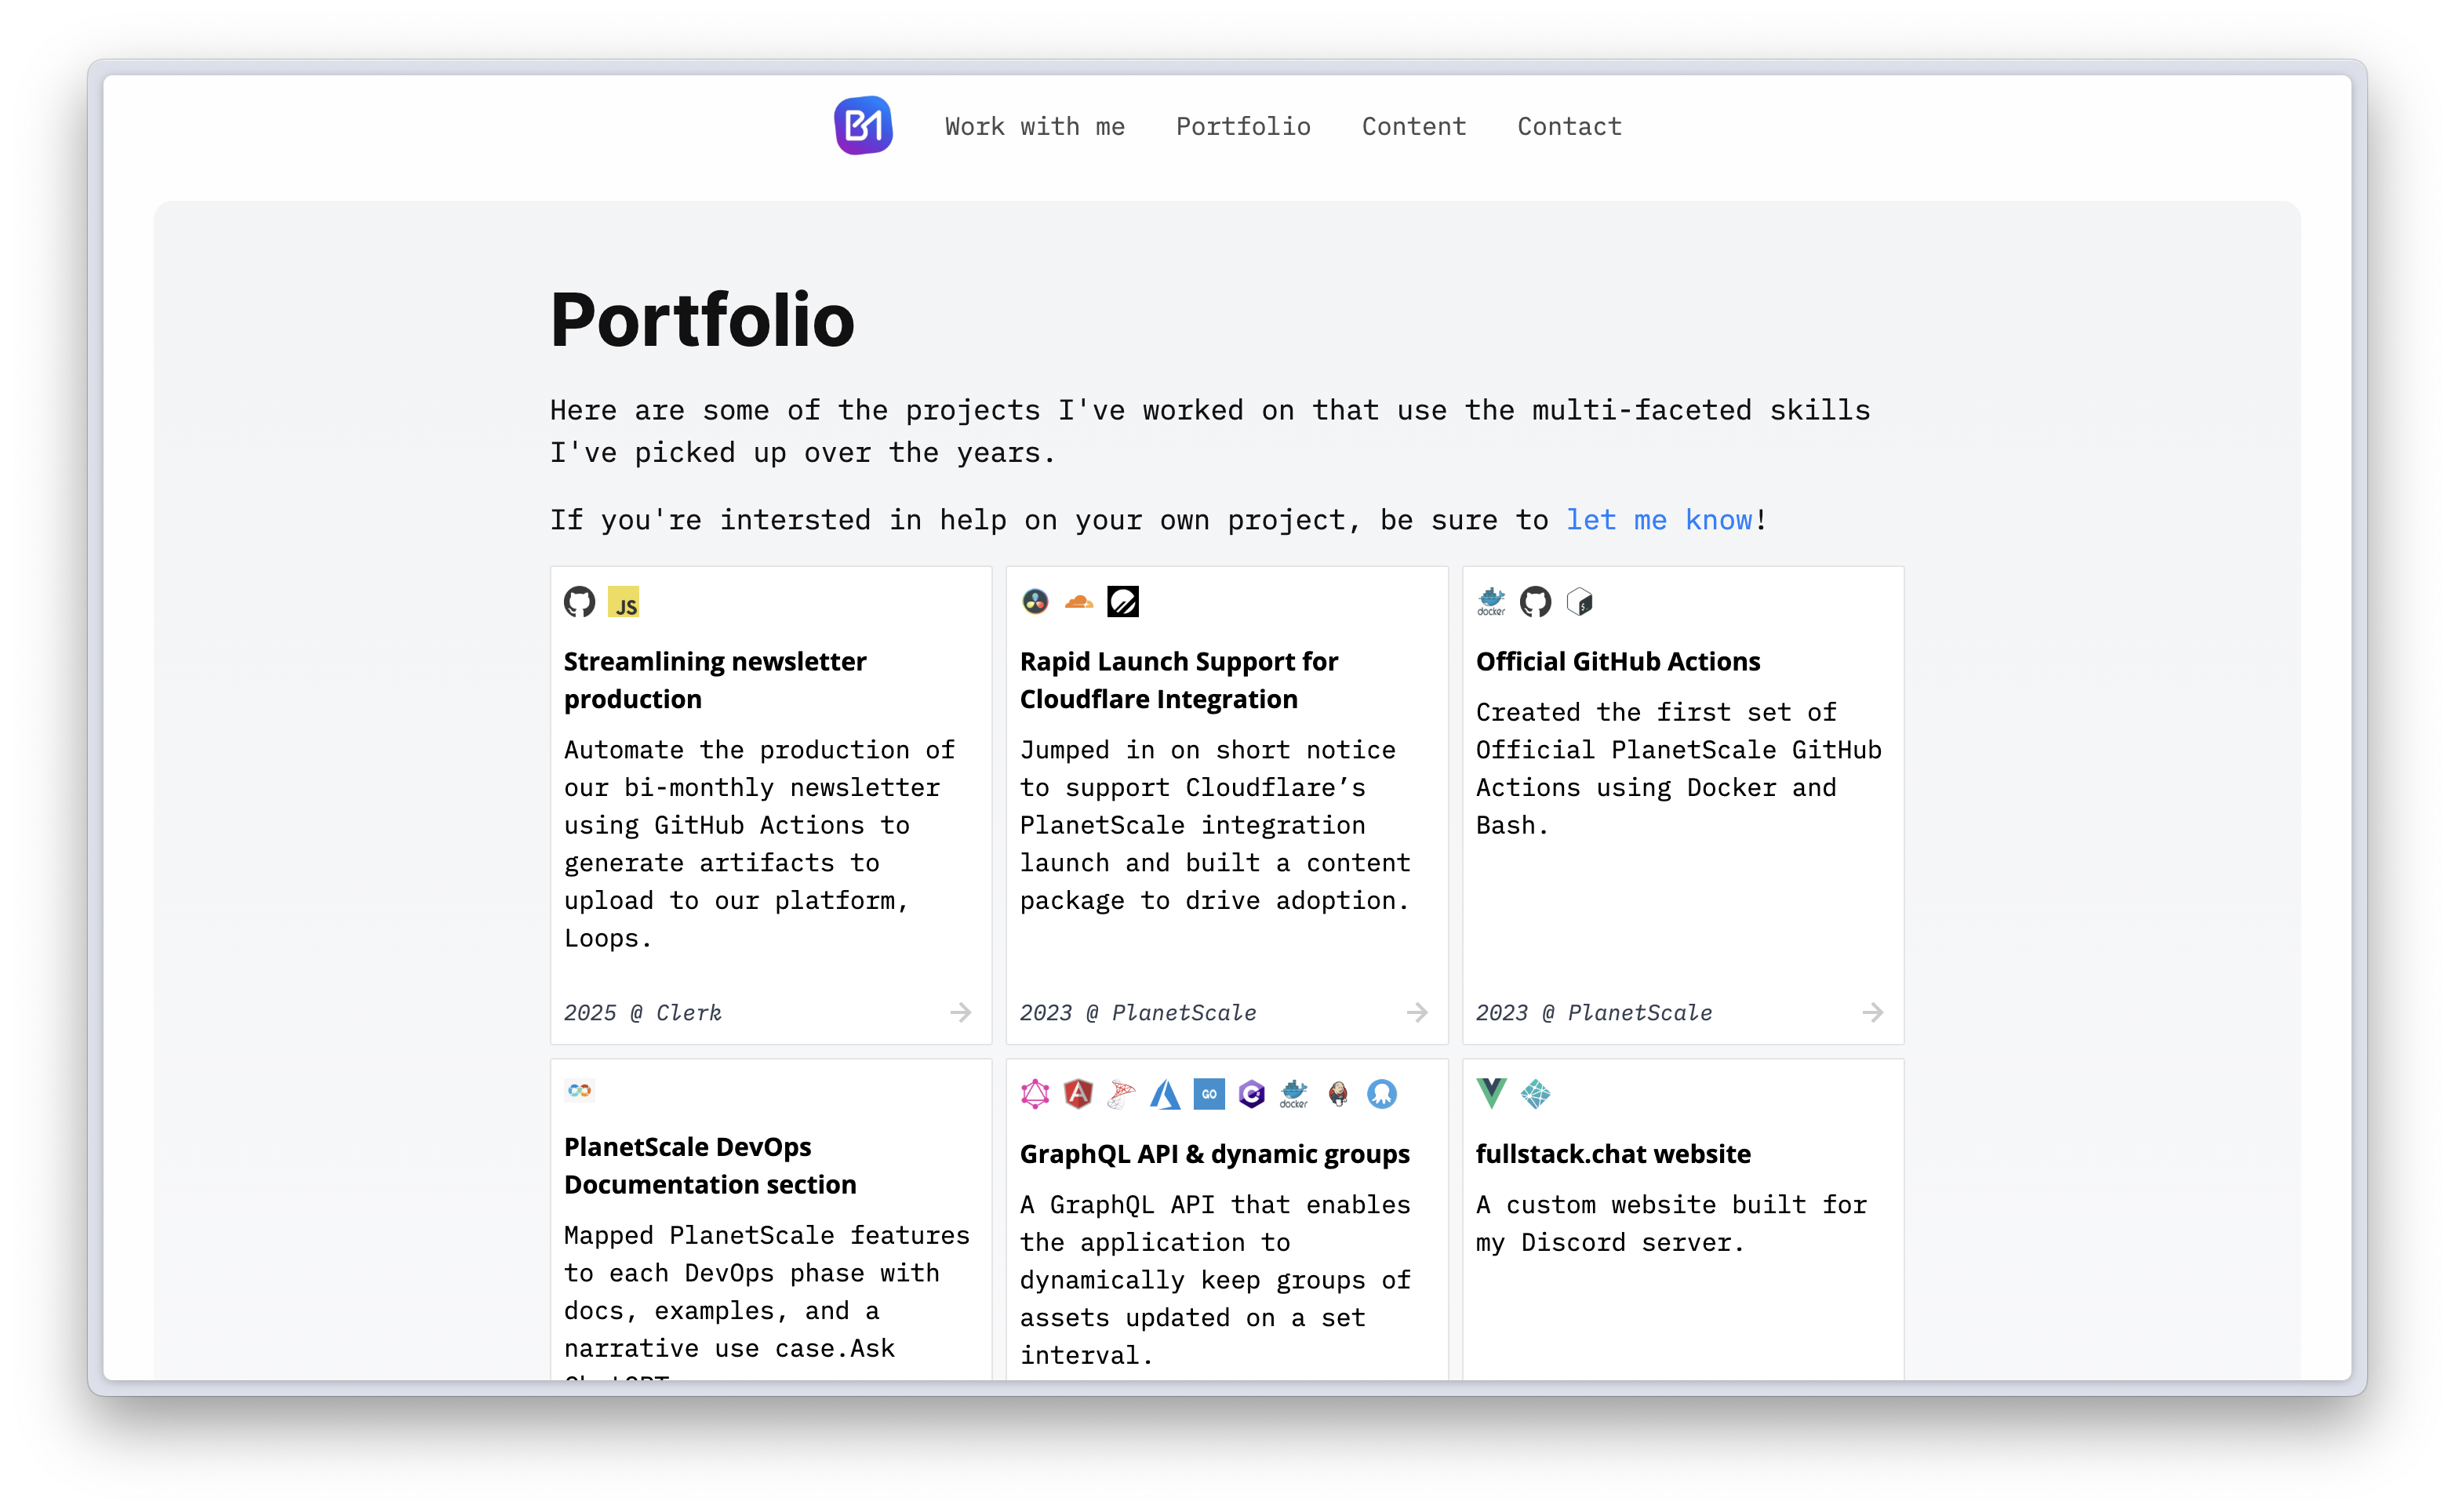 Work with me Portfolio Content Contact
Portfolio
Here are some of the projects I've worked on that use the multi-faceted skills
I've picked up over the years.
If you're intersted in help on your own project, be sure to let me know!
JS
Streamlining newsletter
production
Automate the production of
our bi-monthly newsletter
using GitHub Actions to
generate artifacts to
upload to our platform,
Loops.
2025 @ Clerk
Rapid Launch Support for
Cloudflare Integration
Jumped in on short notice
to support Cloudflare’s
PlanetScale integration
launch and built a content
package to drive adoption.
2023 @ PlanetScale
docker
Official GitHub Actions
Created the first set of
Official PlanetScale GitHub
Actions using Docker and
Bash.
2023 @ PlanetScale
PlanetScale DevOps
Documentation section
Mapped PlanetScale features
to each DevOps phase with
docs, examples, and a
narrative use case.Ask
GO
docker
GraphQL API & dynamic groups
A GraphQL API that enables
the application to
dynamically keep groups of
assets updated on a set
interval.
fullstack.chat website
A custom website built for
my Discord server.